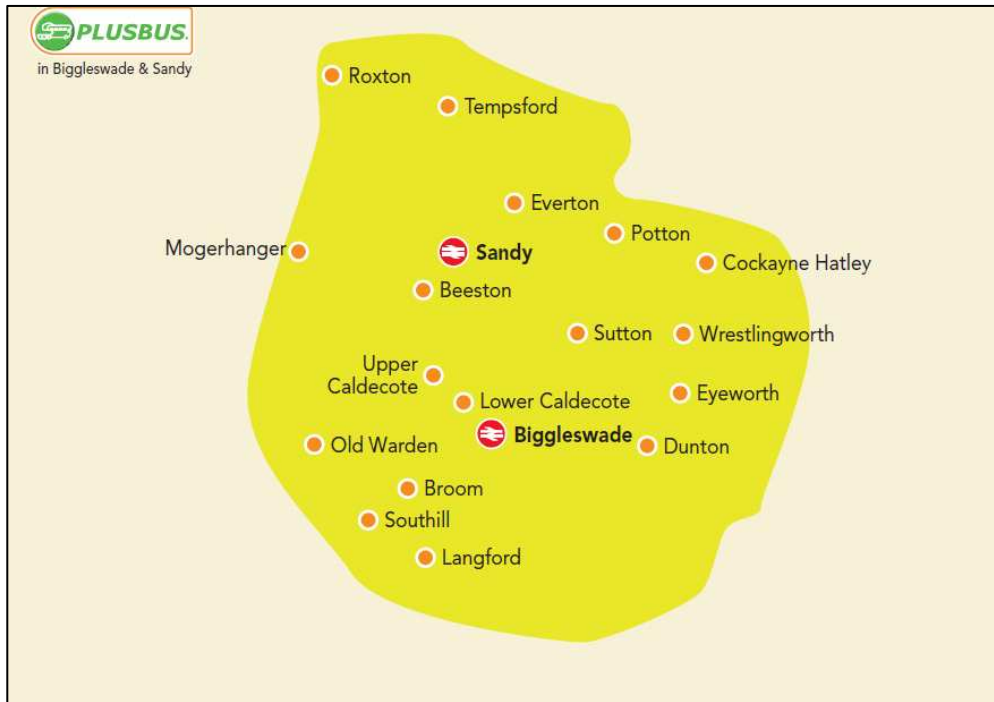 PLUSBUS.
in Biggleswade & Sandy
Roxton
Tempsford
Everton
Potton
Mogerhanger
Sandy
Cockayne Hatley
Beeston
Sutton
Wrestlingworth
Upper
Caldecote
Eyeworth
Lower Caldecote
Biggleswade
Old Warden
Dunton
Broom
Southill
Langford